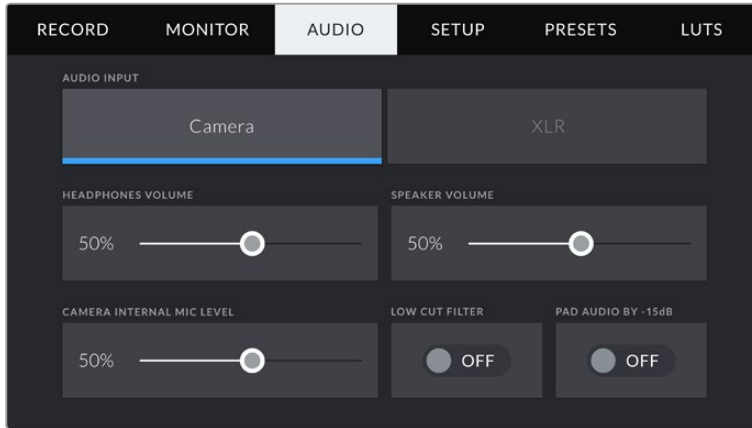 RECORD MONITOR AUDIO SETUP PRESETS LUTS
AUDIO INPUT
Camera XLR
HEADPHONES VOLUME SPEAKER VOLUME
50% 50%
CAMERA INTERNAL MIC LEVEL LOW CUT FILTER PAD AUDIO BY -15dB
50% OFF OFF